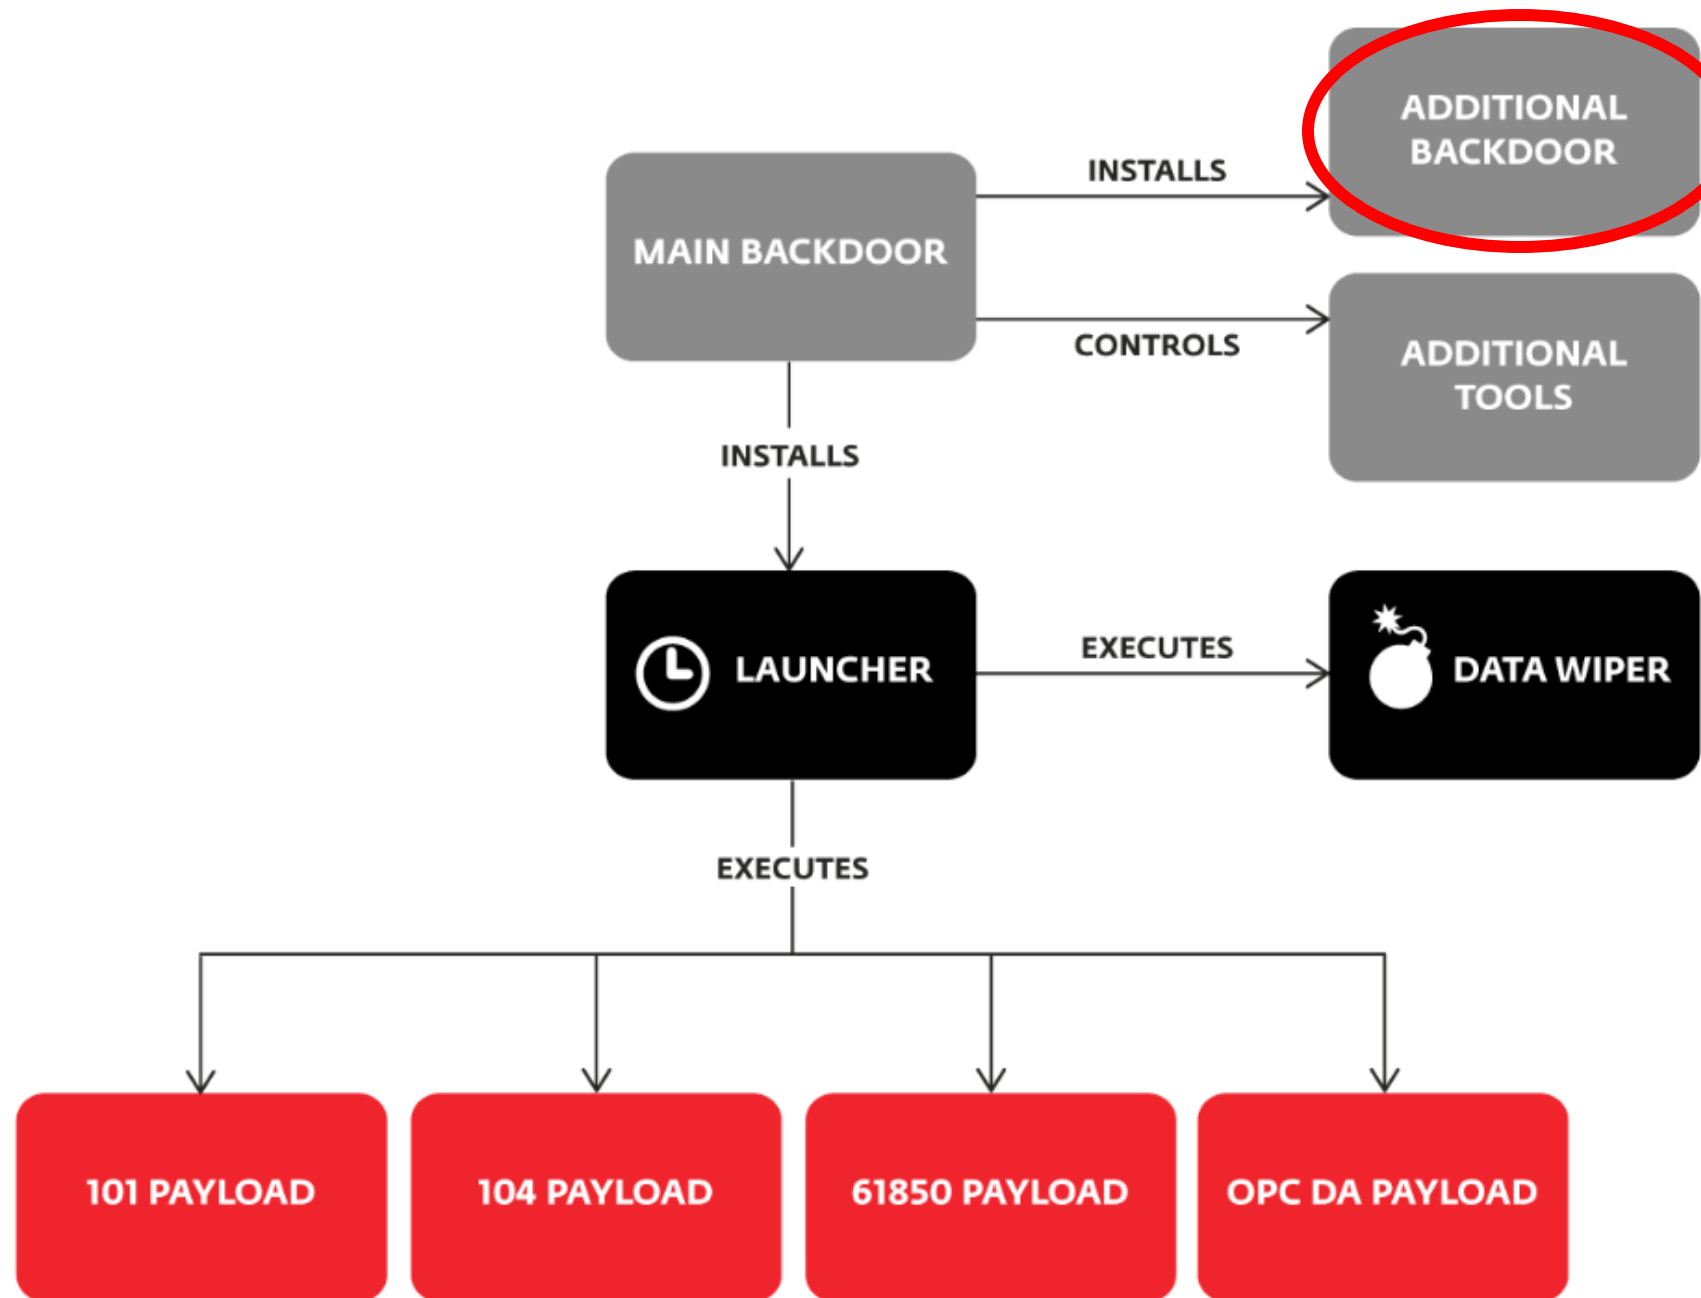 ADDITIONAL
BACKDOOR
INSTALLS
MAIN BACKDOOR
CONTROLS
ADDITIONAL
TOOLS
INSTALLS
LAUNCHER
EXECUTES
DATA WIPER
EXECUTES
101 PAYLOAD
104 PAYLOAD
61850 PAYLOAD
OPC DA PAYLOAD